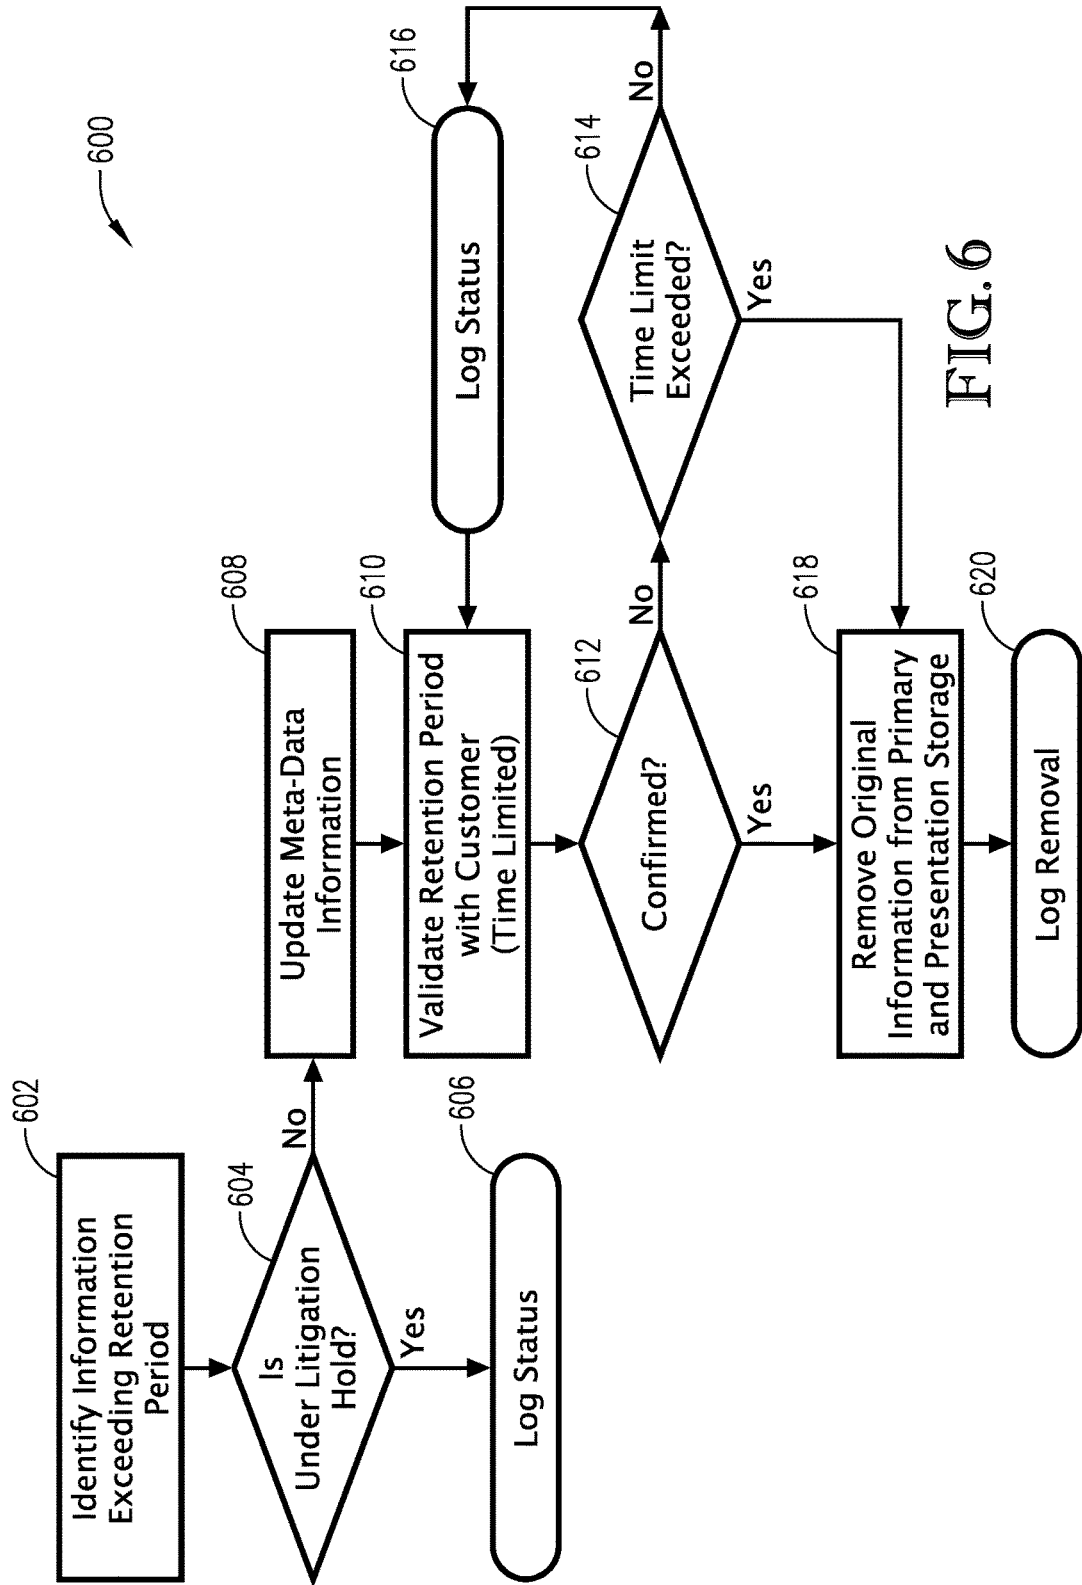 600
602
Identify Information
Exceeding Retention
Period
604
Is
Under Litigation
Hold?
No
Yes
606
Log Status
608
Update Meta-Data
Information
610
Validate Retention Period
with Customer
(Time Limited)
612
Confirmed?
No
Yes
614
Time Limit
Exceeded?
No
Yes
616
Log Status
618
Remove Original
Information from Primary
and Presentation Storage
620
Log Removal
FIG. 6